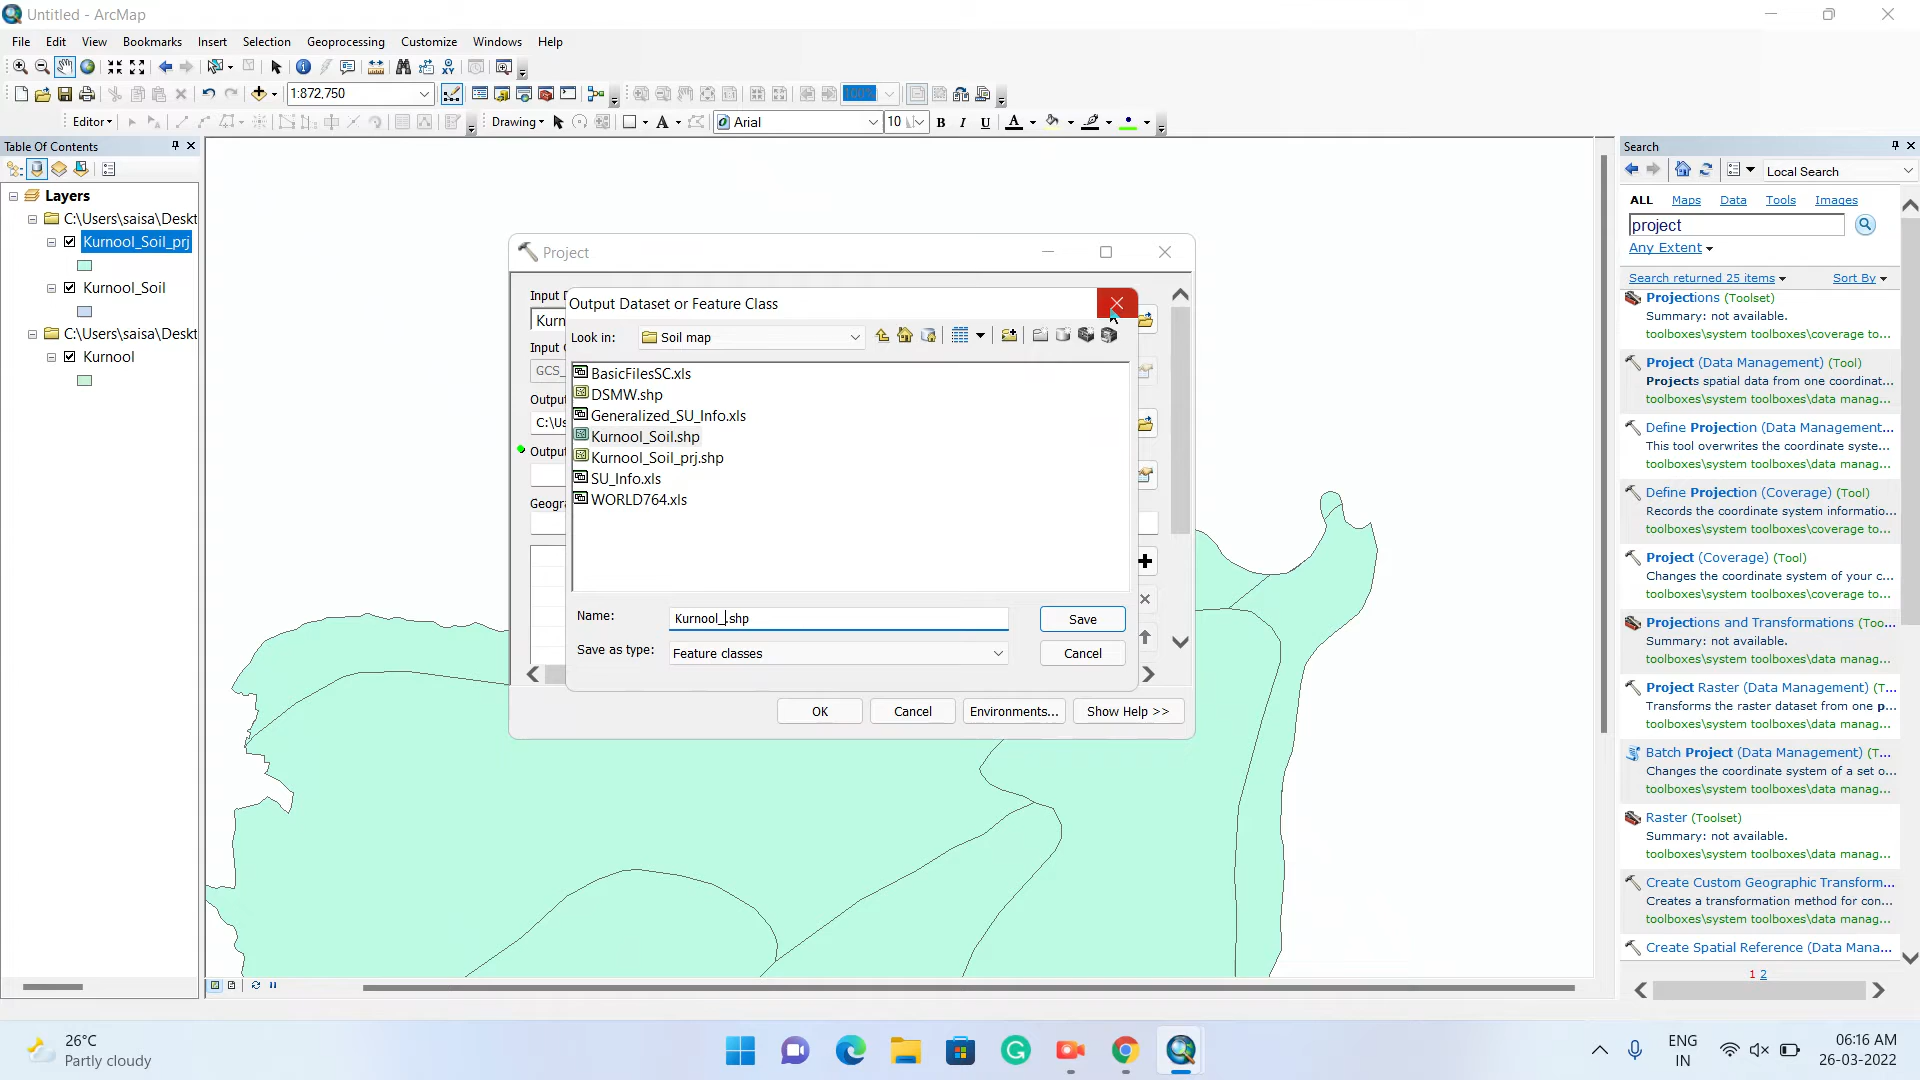 Untitled - ArcMap
File Edit View Bookmarks Insert Selection Geoprocessing Customize Windows Help
1:872,750
100%
Editor
Drawing
Arial
10
B I U A
Table Of Contents
Layers
C:\Users\saisa\Deskt
Kurnool_Soil_prj
Kurnool_Soil
C:\Users\saisa\Deskt
Kurnool
Project
Input D
Kurn
Input C
GCS_
Output
C:\Us
Output
Geogra
OK
Cancel
Environments...
Show Help >>
Output Dataset or Feature Class
Look in:
Soil map
BasicFilesSC.xls
DSMW.shp
Generalized_SU_Info.xls
Kurnool_Soil.shp
Kurnool_Soil_prj.shp
SU_Info.xls
WORLD764.xls
Name:
Kurnool_.shp
Save
Save as type:
Feature classes
Cancel
Search
Local Search
ALL Maps Data Tools Images
project
Any Extent
Search returned 25 items
Sort By
Projections (Toolset)
Summary: not available.
toolboxes\system toolboxes\coverage to...
Project (Data Management) (Tool)
Projects spatial data from one coordinat...
toolboxes\system toolboxes\data manag...
Define Projection (Data Management...
This tool overwrites the coordinate syste...
toolboxes\system toolboxes\data manag...
Define Projection (Coverage) (Tool)
Records the coordinate system informatio...
toolboxes\system toolboxes\coverage to...
Project (Coverage) (Tool)
Changes the coordinate system of your c...
toolboxes\system toolboxes\coverage to...
Projections and Transformations (Too...
Summary: not available.
toolboxes\system toolboxes\data manag...
Project Raster (Data Management) (T...
Transforms the raster dataset from one p...
toolboxes\system toolboxes\data manag...
Batch Project (Data Management) (T...
Changes the coordinate system of a set o...
toolboxes\system toolboxes\data manag...
Raster (Toolset)
Summary: not available.
toolboxes\system toolboxes\data manag...
Create Custom Geographic Transform...
Creates a transformation method for con...
toolboxes\system toolboxes\data manag...
Create Spatial Reference (Data Mana...
1 2
26°C
Partly cloudy
ENG
IN
06:16 AM
26-03-2022